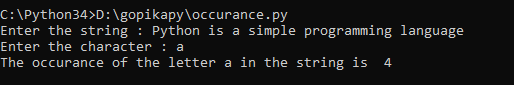 C:\Python34>D:\gopikapy\occurance.py
Enter the string : Python is a simple programming language
Enter the character : a
The occurance of the letter a in the string is  4